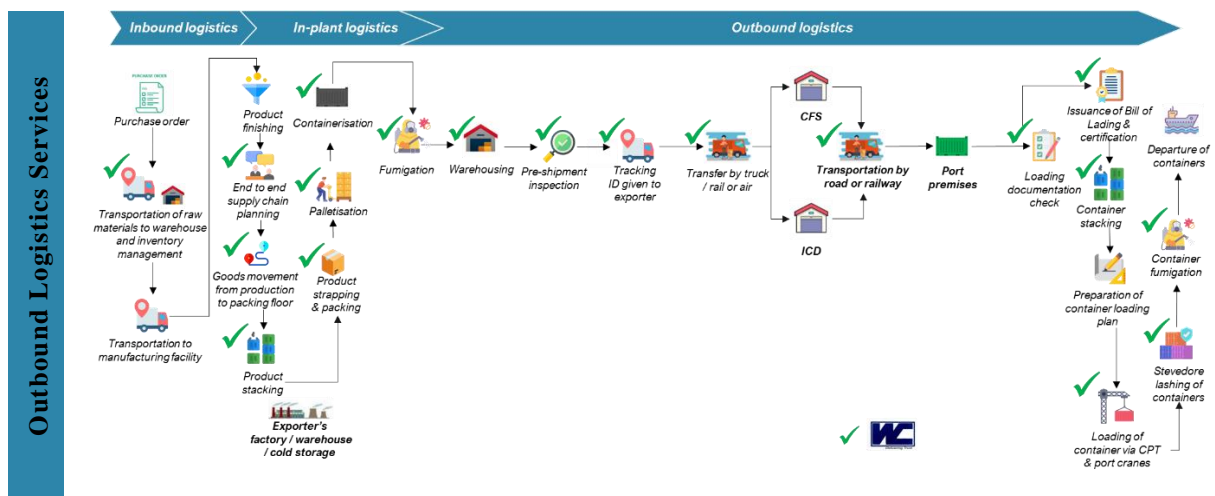 Outbound Logistics Services
Inbound logistics
In-plant logistics
Outbound logistics
PURCHASE ORDER
Purchase order
Transportation of raw
materials to warehouse
and inventory
management
Transportation to
manufacturing facility
Product
finishing
End to end
supply chain
planning
Goods movement
from production
to packing floor
Product
stacking
Exporter's
factory / warehouse
/ cold storage
Containerisation
Palletisation
Product
strapping
& packing
Fumigation
Warehousing
Pre-shipment
inspection
Tracking
ID given to
exporter
Transfer by truck
/ rail or air
CFS
ICD
Transportation by
road or railway
Port
premises
Loading
documentation
check
Issuance of Bill of
Lading &
certification
Container
stacking
Preparation of
container loading
plan
Loading of
container via CPT
& port cranes
Stevedore
lashing of
containers
Container
fumigation
Departure of
containers
WC